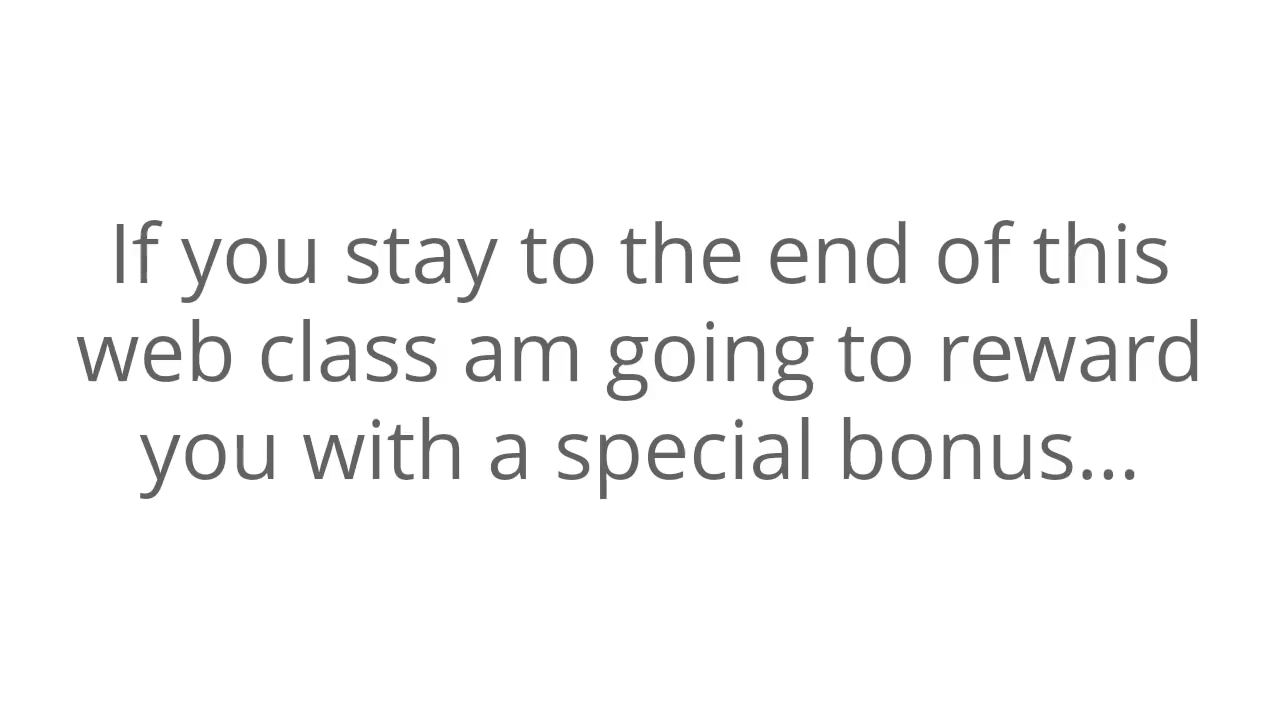 If you stay to the end of this
web class am going to reward
you with a special bonus...